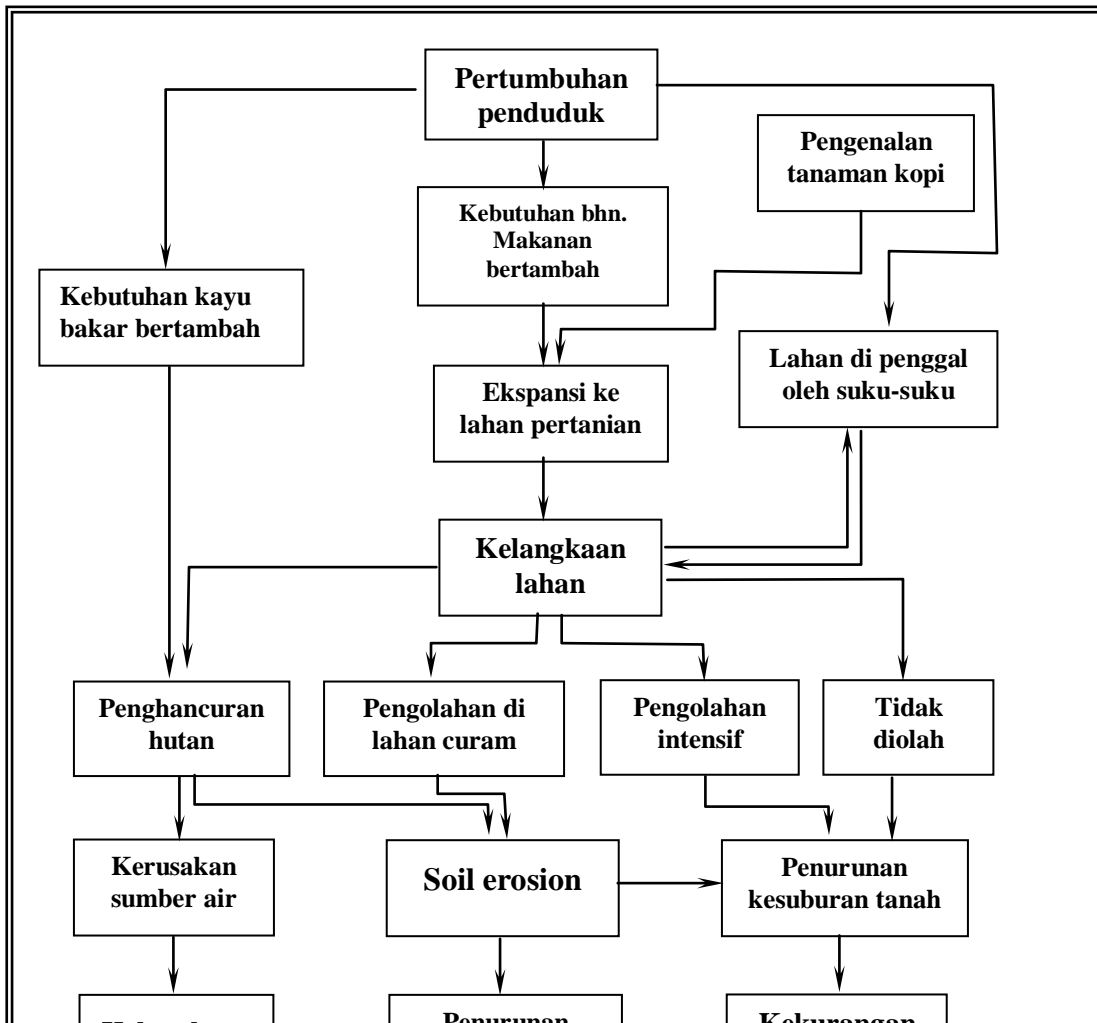 Pertumbuhan
penduduk
Pengenalan
tanaman kopi
Kebutuhan bhn.
Makanan
bertambah
Kebutuhan kayu
bakar bertambah
Lahan di penggal
oleh suku-suku
Ekspansi ke
lahan pertanian
Kelangkaan
lahan
Penghancuran
hutan
Pengolahan di
lahan curam
Pengolahan
intensif
Tidak
diolah
Kerusakan
sumber air
Soil erosion
Penurunan
kesuburan tanah
Penurunan
Kekurangan